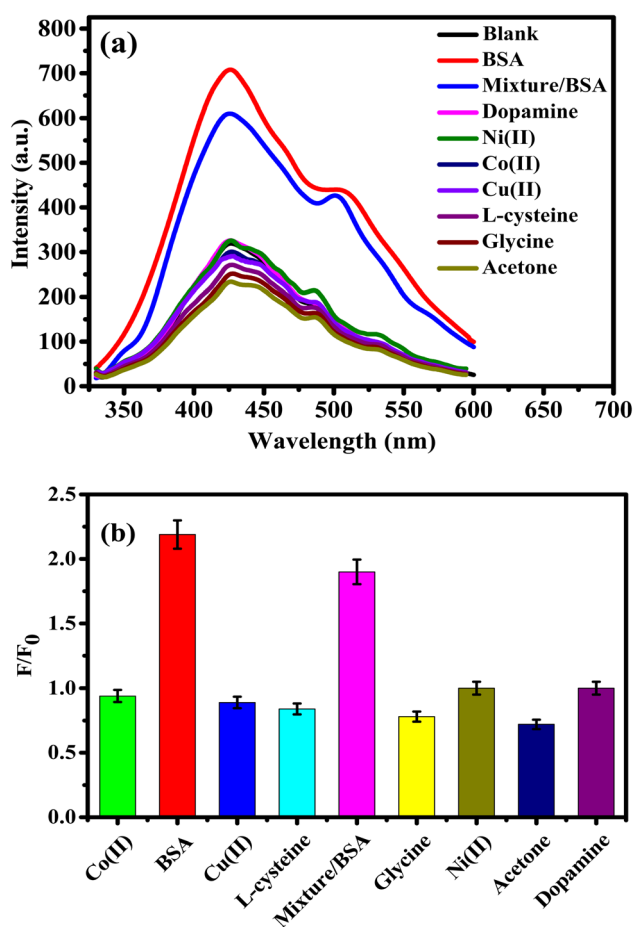 (a)
Blank
BSA
Mixture/BSA
Dopamine
Ni(II)
Co(II)
Cu(II)
L-cysteine
Glycine
Acetone
Intensity (a.u.)
800
700
600
500
400
300
200
100
0
350 400 450 500 550 600 650 700
Wavelength (nm)
(b)
F/F0
2.5
2.0
1.5
1.0
0.5
0.0
Co(II) BSA Cu(II) L-cysteine Mixture/BSA Glycine Ni(II) Acetone Dopamine